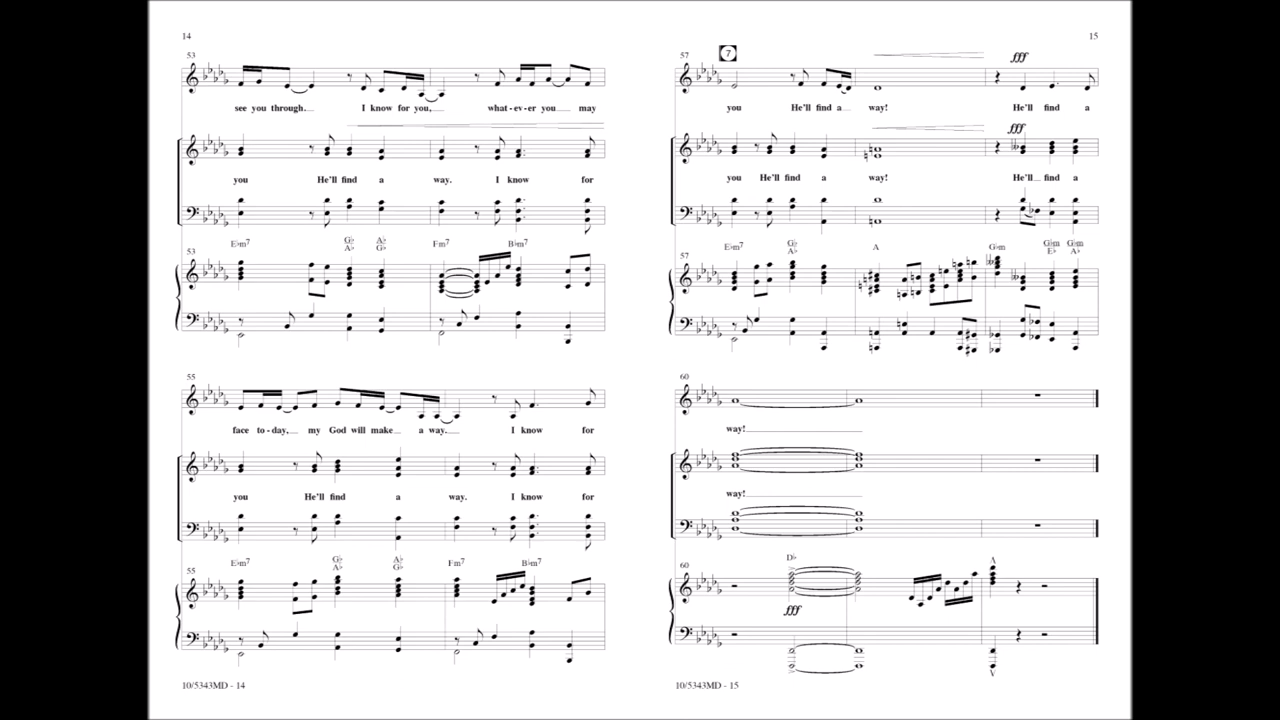 14
53
see you through. I know for you, what-ev-er you may
you He'll find a way. I know for
E♭m7 G♭/A♭ A♭/G♭ Fm7 B♭m7
53
55
face to-day, my God will make a way. I know for
you He'll find a way. I know for
E♭m7 G♭/A♭ A♭/G♭ Fm7 B♭m7
55
10/5343MD - 14
15
57 7 fff
you He'll find a way! He'll find a
fff
you He'll find a way! He'll find a
E♭m7 G♭/A♭ A G♭m G♭m/E♭ G♭m/A♭
57
60
way!
way!
D♭
60
fff
10/5343MD - 15